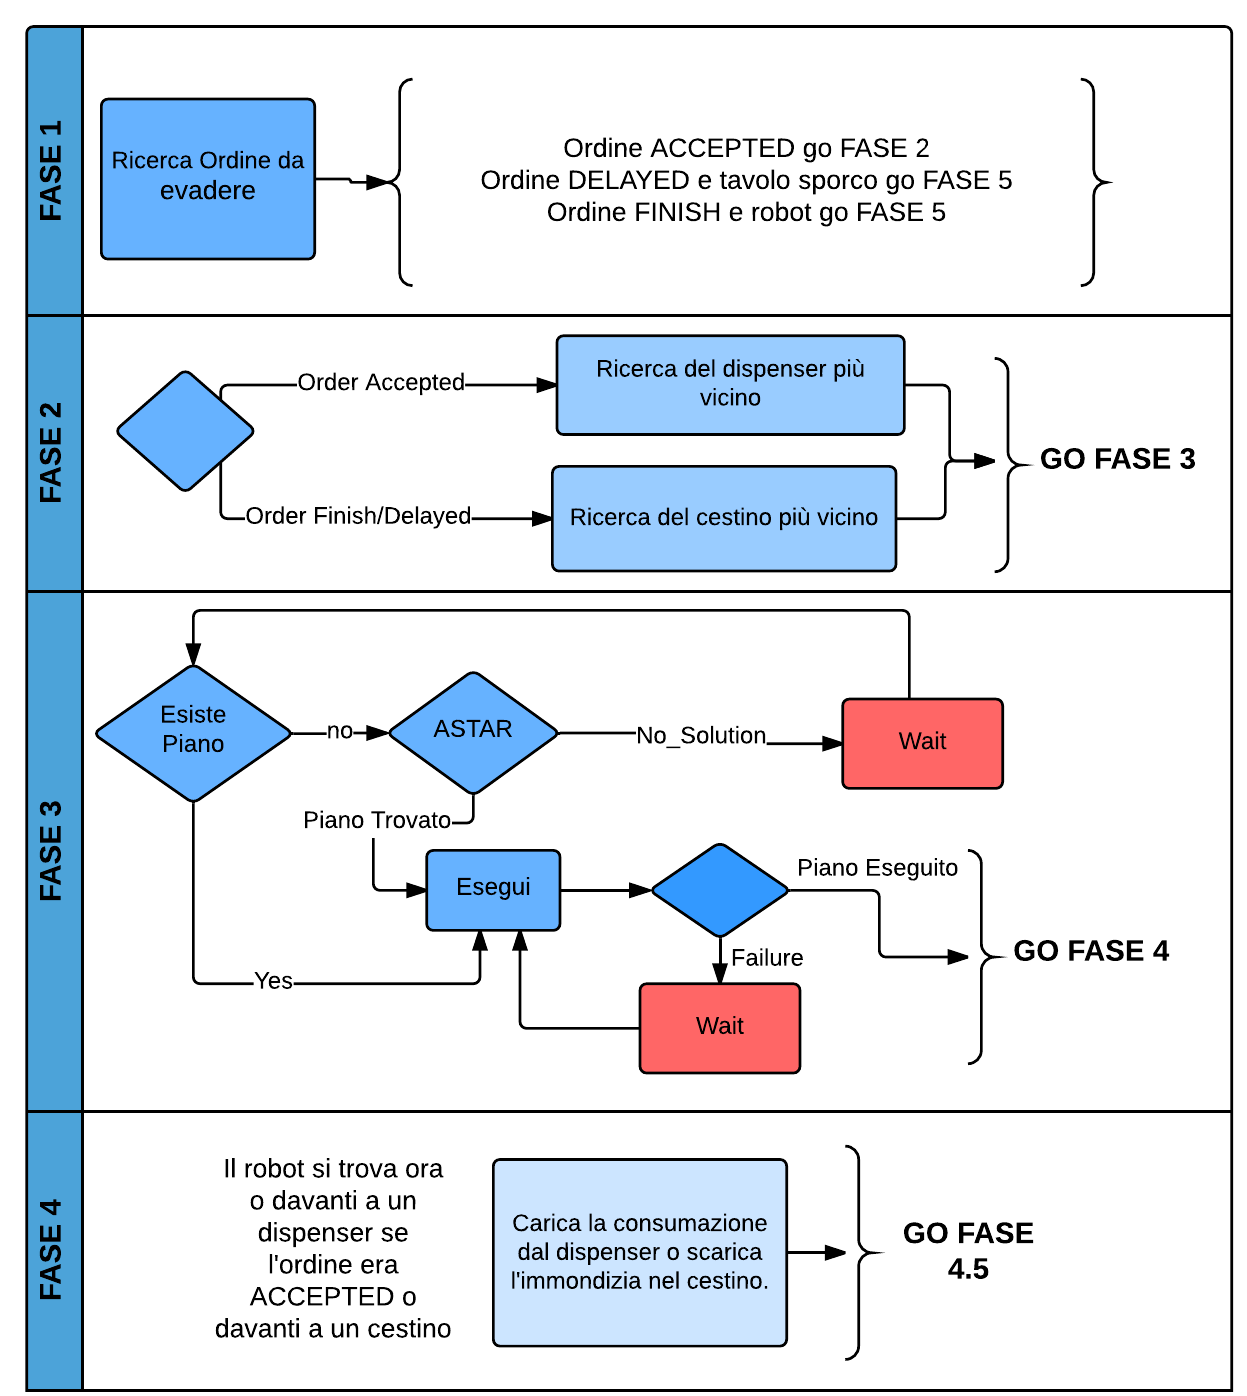 FASE 1
Ricerca Ordine da
evadere
Ordine ACCEPTED go FASE 2
Ordine DELAYED e tavolo sporco go FASE 5
Ordine FINISH e robot go FASE 5
FASE 2
Order Accepted
Ricerca del dispenser più
vicino
Order Finish/Delayed
Ricerca del cestino più vicino
GO FASE 3
FASE 3
Esiste
Piano
no
ASTAR
No_Solution
Wait
Piano Trovato
Esegui
Piano Eseguito
Failure
Yes
Wait
GO FASE 4
FASE 4
Il robot si trova ora
o davanti a un
dispenser se
l'ordine era
ACCEPTED o
davanti a un cestino
Carica la consumazione
dal dispenser o scarica
l'immondizia nel cestino.
GO FASE
4.5